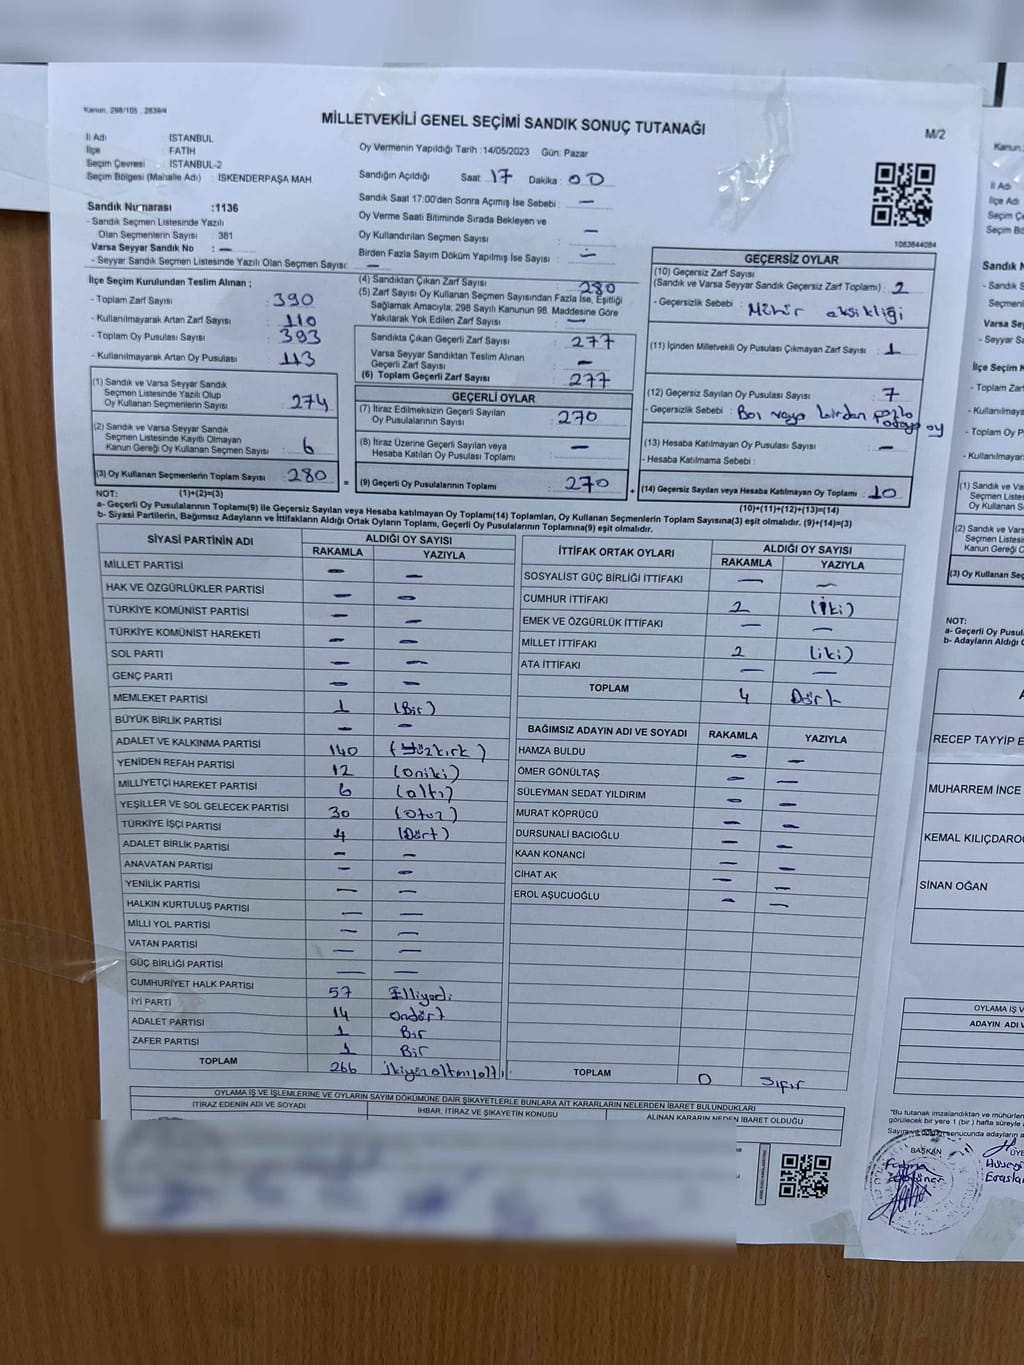 Kanun, 298/105 , 2839/4
MİLLETVEKİLİ GENEL SEÇİMİ SANDIK SONUÇ TUTANAĞI
M/2
İl Adı : İSTANBUL
İlçe : FATİH
Seçim Çevresi : İSTANBUL-2
Seçim Bölgesi (Mahalle Adı) : İSKENDERPAŞA MAH.
Oy Vermenin Yapıldığı Tarih :14/05/2023 Gün: Pazar
Sandığın Açıldığı Saat : 17 Dakika : 00
Sandık Saat 17:00'den Sonra Açımış İse Sebebi : —
Oy Verme Saati Bitiminde Sırada Bekleyen ve
Oy Kullandırılan Seçmen Sayısı : —
Birden Fazla Sayım Döküm Yapılmış İse Sayısı : —
Sandık Numarası :1136
- Sandık Seçmen Listesinde Yazılı
Olan Seçmenlerin Sayısı : 381
Varsa Seyyar Sandık No : —
- Seyyar Sandık Seçmen Listesinde Yazılı Olan Seçmen Sayısı: —
1083844084
İlçe Seçim Kurulundan Teslim Alınan ;
- Toplam Zarf Sayısı : 390
- Kullanılmayarak Artan Zarf Sayısı : 110
- Toplam Oy Pusulası Sayısı : 393
- Kullanılmayarak Artan Oy Pusulası : 113
(1) Sandık ve Varsa Seyyar Sandık
Seçmen Listesinde Yazılı Olup
Oy Kullanan Seçmenlerin Sayısı : 274
(2) Sandık ve Varsa Seyyar Sandık
Seçmen Listesinde Kayıtlı Olmayan
Kanun Gereği Oy Kullanan Seçmen Sayısı : 6
(3) Oy Kullanan Seçmenlerin Toplam Sayısı : 280
(4) Sandıktan Çıkan Zarf Sayısı : 280
(5) Zarf Sayısı Oy Kullanan Seçmen Sayısından Fazla İse, Eşitliği
Sağlamak Amacıyla, 298 Sayılı Kanunun 98. Maddesine Göre
Yakılarak Yok Edilen Zarf Sayısı : —
Sandıkta Çıkan Geçerli Zarf Sayısı : 277
Varsa Seyyar Sandıktan Teslim Alınan
Geçerli Zarf Sayısı : —
(6) Toplam Geçerli Zarf Sayısı : 277
GEÇERLİ OYLAR
(7) İtiraz Edilmeksizin Geçerli Sayılan
Oy Pusulalarının Sayısı : 270
(8) İtiraz Üzerine Geçerli Sayılan veya
Hesaba Katılan Oy Pusulası Toplamı : —
= (9) Geçerli Oy Pusulalarının Toplamı : 270
GEÇERSİZ OYLAR
(10) Geçersiz Zarf Sayısı
(Sandık ve Varsa Seyyar Sandık Geçersiz Zarf Toplamı) : 2
- Geçersizlik Sebebi : Mühür eksikliği
(11) İçinden Milletvekili Oy Pusulası Çıkmayan Zarf Sayısı : 1
(12) Geçersiz Sayılan Oy Pusulası Sayısı : 7
- Geçersizlik Sebebi : Boş veya birden fazla adaya oy
(13) Hesaba Katılmayan Oy Pusulası Sayısı : —
- Hesaba Katılmama Sebebi :
+ (14) Geçersiz Sayılan veya Hesaba Katılmayan Oy Toplamı : 10
NOT: (1)+(2)=(3) (10)+(11)+(12)+(13)=(14)
a- Geçerli Oy Pusulalarının Toplamı(9) ile Geçersiz Sayılan veya Hesaba katılmayan Oy Toplamı(14) Toplamları, Oy Kullanan Seçmenlerin Toplam Sayısına(3) eşit olmalıdır. (9)+(14)=(3)
b- Siyasi Partilerin, Bağımsız Adayların ve İttifakların Aldığı Ortak Oyların Toplamı, Geçerli Oy Pusulalarının Toplamına(9) eşit olmalıdır.
SİYASİ PARTİNİN ADI ALDIĞI OY SAYISI
RAKAMLA YAZIYLA
MİLLET PARTİSİ — —
HAK VE ÖZGÜRLÜKLER PARTİSİ — —
TÜRKİYE KOMÜNİST PARTİSİ — —
TÜRKİYE KOMÜNİST HAREKETİ — —
SOL PARTİ — —
GENÇ PARTİ — —
MEMLEKET PARTİSİ 1 (Bir)
BÜYÜK BİRLİK PARTİSİ — —
ADALET VE KALKINMA PARTİSİ 140 (Yüzkırk)
YENİDEN REFAH PARTİSİ 12 (oniki)
MİLLİYETÇİ HAREKET PARTİSİ 6 (altı)
YEŞİLLER VE SOL GELECEK PARTİSİ 30 (Otuz)
TÜRKİYE İŞÇİ PARTİSİ 4 (Dört)
ADALET BİRLİK PARTİSİ — —
ANAVATAN PARTİSİ — —
YENİLİK PARTİSİ — —
HALKIN KURTULUŞ PARTİSİ — —
MİLLİ YOL PARTİSİ — —
VATAN PARTİSİ — —
GÜÇ BİRLİĞİ PARTİSİ — —
CUMHURİYET HALK PARTİSİ 57 Elliyedi
İYİ PARTİ 14 Ondört
ADALET PARTİSİ 1 Bir
ZAFER PARTİSİ 1 Bir
TOPLAM 266 İkiyüzaltmışaltı
İTTİFAK ORTAK OYLARI ALDIĞI OY SAYISI
RAKAMLA YAZIYLA
SOSYALİST GÜÇ BİRLİĞİ İTTİFAKI — —
CUMHUR İTTİFAKI 2 (İki)
EMEK VE ÖZGÜRLÜK İTTİFAKI — —
MİLLET İTTİFAKI 2 (iki)
ATA İTTİFAKI — —
TOPLAM 4 Dört
BAĞIMSIZ ADAYIN ADI VE SOYADI RAKAMLA YAZIYLA
HAMZA BULDU — —
ÖMER GÖNÜLTAŞ — —
SÜLEYMAN SEDAT YILDIRIM — —
MURAT KÖPRÜCÜ — —
DURSUNALİ BACIOĞLU — —
KAAN KONANCİ — —
CİHAT AK — —
EROL AŞUCUOĞLU — —
TOPLAM 0 Sıfır
OYLAMA İŞ VE İŞLEMLERİNE VE OYLARIN SAYIM DÖKÜMÜNE DAİR ŞİKAYETLERLE BUNLARA AİT KARARLARIN NELERDEN İBARET BULUNDUKLARI
İTİRAZ EDENİN ADI VE SOYADI İHBAR, İTİRAZ VE ŞİKAYETİN KONUSU ALINAN KARARIN NEDEN İBARET OLDUĞU
Kanun
İl Adı
İlçe Adı
Seçim Çe
Seçim Bö
Sandık N
- Sandık S
Seçmenl
Varsa Sey
- Seyyar S
İlçe Seçim K
- Toplam Zar
- Kullanılmaya
- Toplam Oy P
- Kullanılmayar
(1) Sandık ve Vars
Seçmen Listesin
Oy Kullanan Seç
(2) Sandık ve Varsa
Seçmen Listesin
Kanun Gereği O
(3) Oy Kullanan Seç
NOT:
a- Geçerli Oy Pusul
b- Adayların Aldığı O
A
RECEP TAYYİP E
MUHARREM İNCE
KEMAL KILIÇDARO
SİNAN OĞAN
OYLAMA İŞ V
ADAYIN ADI V
"Bu tutanak imzalandıktan ve mühürlen
görülecek bir yere 1 (bir ) hafta süreyle
Sayım ve döküm sonucunda adayların a
BAŞKAN ÜYE
Fatma